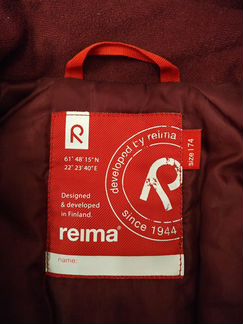 R
61° 48' 15" N
22° 23' 40" E
Designed
& developed
in Finland.
reima®
name:
developed by reima
R
since 1944
size | 74